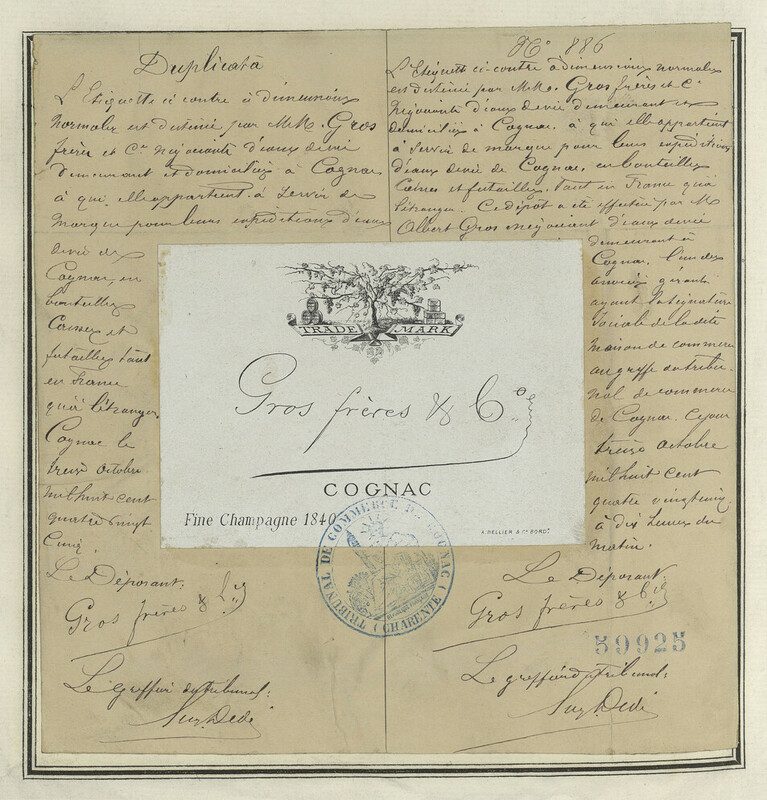 Duplicata
L'Etiquette ci contre à dimensions
normales est destiné par M.M. Gros
frères et Cie négociants d'eaux de vie
demeurant et domiciliés à Cognac
à qui elle appartient à servir de
marque pour leurs expéditions d'eaux
de vie de
Cognac, en
bouteilles
Caisses et
futailles tant
en France
qu'à l'étranger.
Cognac le
treize Octobre
mil huit cent
quatre vingt
Cinq.
Le Déposant:
Gros frères & Cie
Le greffier du tribunal:
No 886
L'Etiquette ci-contre à dimensions normales
est destiné par M.M. Gros frères et Cie
Négociants d'eaux de vie demeurant et
domiciliés à Cognac, à qui elle appartient
à servir de marque pour leurs expéditions
d'eaux de vie de Cognac, en bouteilles
Caisses et futailles, tant en France qu'à
l'étranger. Ce dépôt a été effectué par M.
Albert Gros négociant d'eaux de vie
demeurant à
Cognac, l'un des
associés gérants
ayant la signature
sociale de la dite
maison de commerce
au greffe du tribu-
nal de commerce
de Cognac. Ce jour
treize Octobre
mil huit cent
quatre vingt cinq
à dix heures du
matin.
Le Déposant:
Gros frères & Cie
59925
Le greffier du tribunal:
TRADE MARK
Gros frères & Cie
COGNAC
Fine Champagne 1840
TRIBUNAL DE COMMERCE DE COGNAC
(CHARENTE)